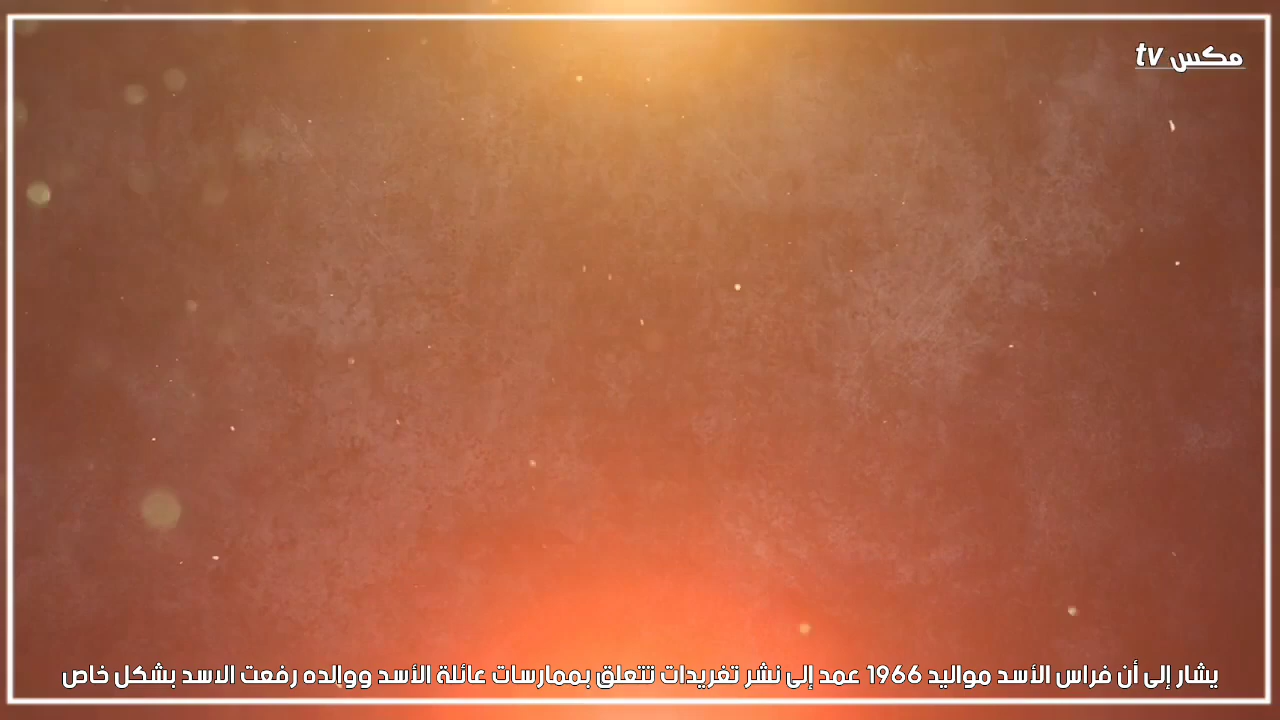 مكس tv
يشار إلى أن فراس الأسد مواليد 1966 عمد إلى نشر تغريدات تتعلق بممارسات عائلة الأسد ووالده رفعت الاسد بشكل خاص